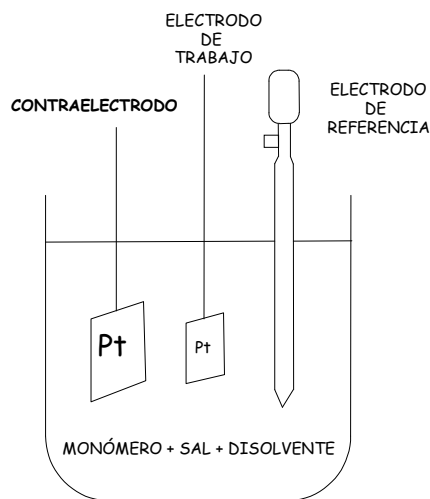 ELECTRODO
DE
TRABAJO
CONTRAELECTRODO
ELECTRODO
DE
REFERENCIA
Pt
Pt
MONÓMERO + SAL + DISOLVENTE